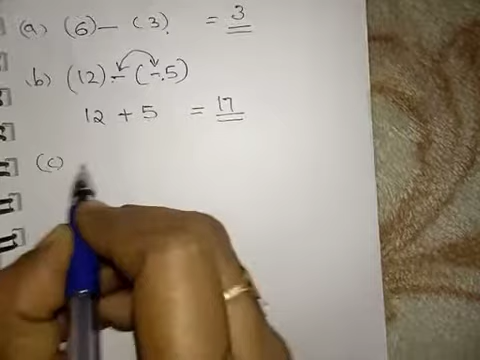 (a) (6) - (3) = 3
(b) (12) - (-5)
12 + 5 = 17
(c)